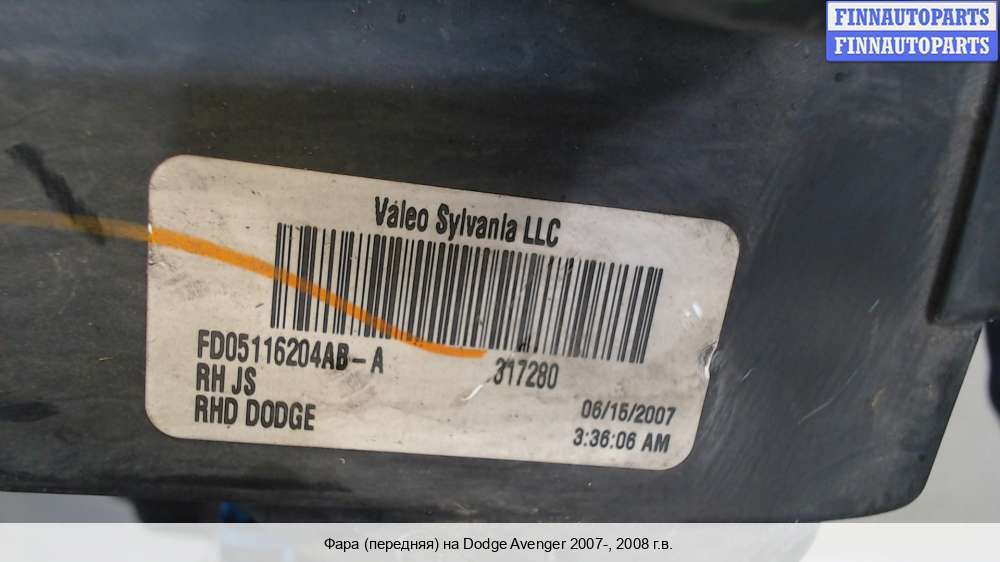 FINNAUTOPARTS
FINNAUTOPARTS
Valeo Sylvania LLC
FD05116204AB-A
317280
RH JS
RHD DODGE
06/15/2007
3:36:06 AM
Фара (передняя) на Dodge Avenger 2007-, 2008 г.в.